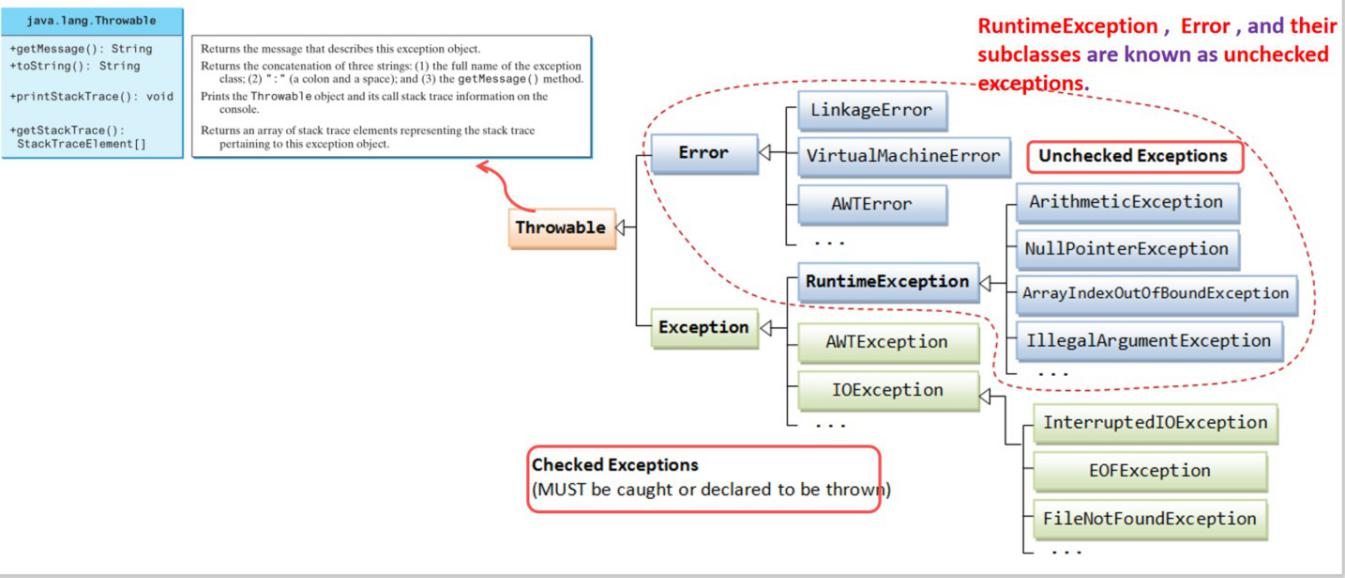 java.lang.Throwable
+getMessage(): String
+toString(): String
+printStackTrace(): void
+getStackTrace():
StackTraceElement[]
Returns the message that describes this exception object.
Returns the concatenation of three strings: (1) the full name of the exception
class; (2) ":" (a colon and a space); and (3) the getMessage() method.
Prints the Throwable object and its call stack trace information on the
console.
Returns an array of stack trace elements representing the stack trace
pertaining to this exception object.
RuntimeException , Error , and their
subclasses are known as unchecked
exceptions.
Throwable
Error
LinkageError
VirtualMachineError
AWTError
...
Unchecked Exceptions
Exception
RuntimeException
ArithmeticException
NullPointerException
ArrayIndexOutOfBoundException
IllegalArgumentException
...
AWTException
IOException
...
InterruptedIOException
EOFException
FileNotFoundException
...
Checked Exceptions
(MUST be caught or declared to be thrown)